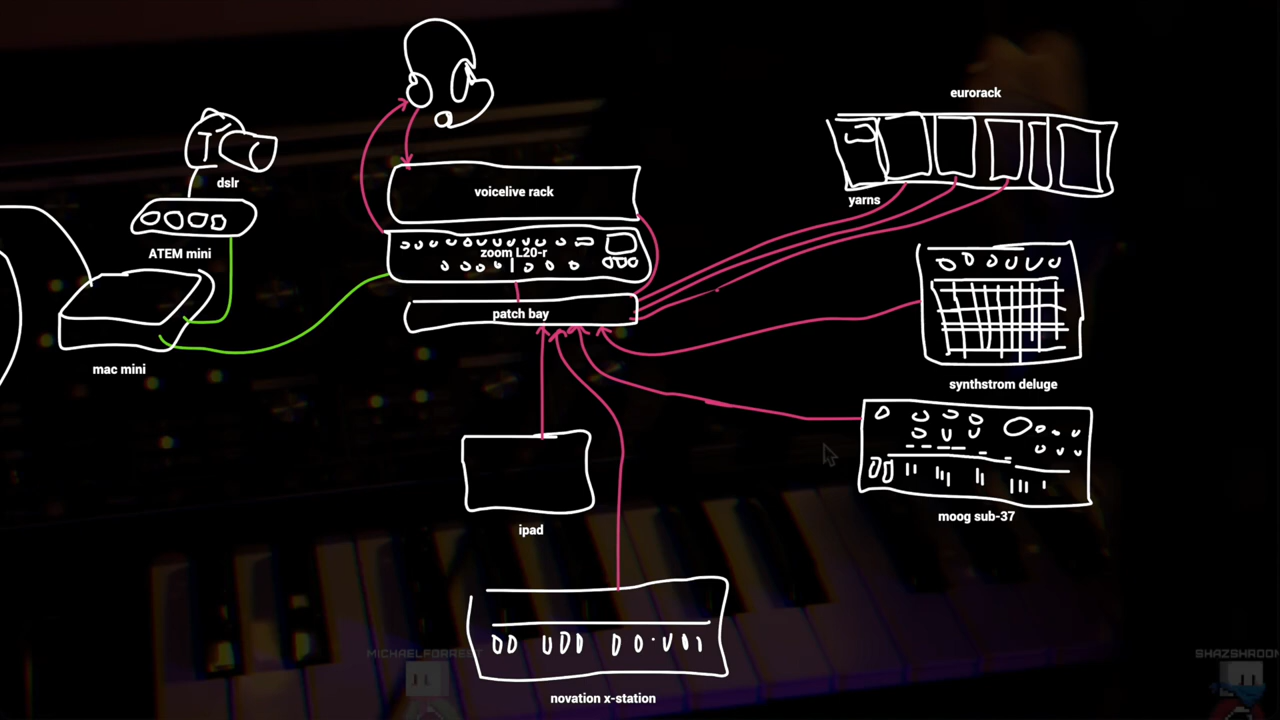 eurorack
dslr
voicelive rack
yarns
ATEM mini
zoom L20-r
patch bay
mac mini
synthstrom deluge
moog sub-37
ipad
MICHAELFORREST
novation x-station